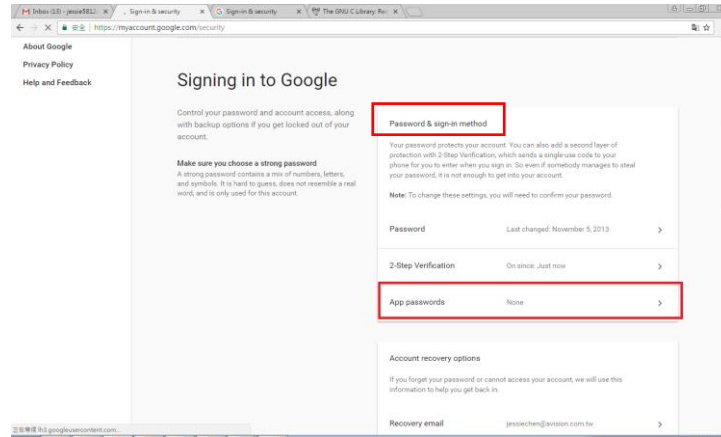 Inbox (13) - jessie5812
Sign-in & security
Sign-in & security
The GNU C Library: Rec
https://myaccount.google.com/security
About Google
Privacy Policy
Help and Feedback
Signing in to Google
Control your password and account access, along
with backup options if you get locked out of your
account.
Make sure you choose a strong password
A strong password contains a mix of numbers, letters,
and symbols. It is hard to guess, does not resemble a real
word, and is only used for this account.
Password & sign-in method
Your password protects your account. You can also add a second layer of
protection with 2-Step Verification, which sends a single-use code to your
phone for you to enter when you sign in. So even if somebody manages to steal
your password, it is not enough to get into your account.
Note: To change these settings, you will need to confirm your password.
Password Last changed: November 5, 2013
2-Step Verification On since: Just now
App passwords None
Account recovery options
If you forget your password or cannot access your account, we will use this
information to help you get back in.
Recovery email jessiechen@avision.com.tw
lh3.googleusercontent.com...